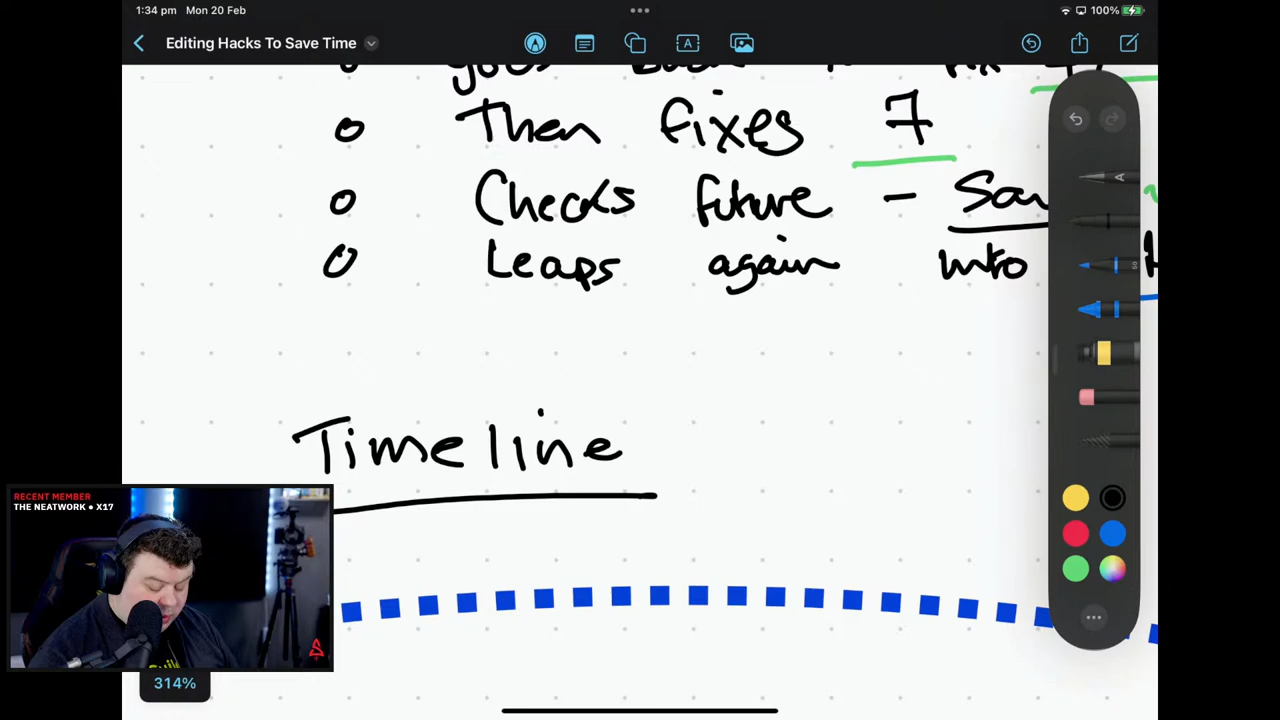 1:34 pm Mon 20 Feb
100%
Editing Hacks To Save Time
Then fixes 7
Checks future -
Leaps again into
Timeline
RECENT MEMBER
THE NEATWORK • X17
314%